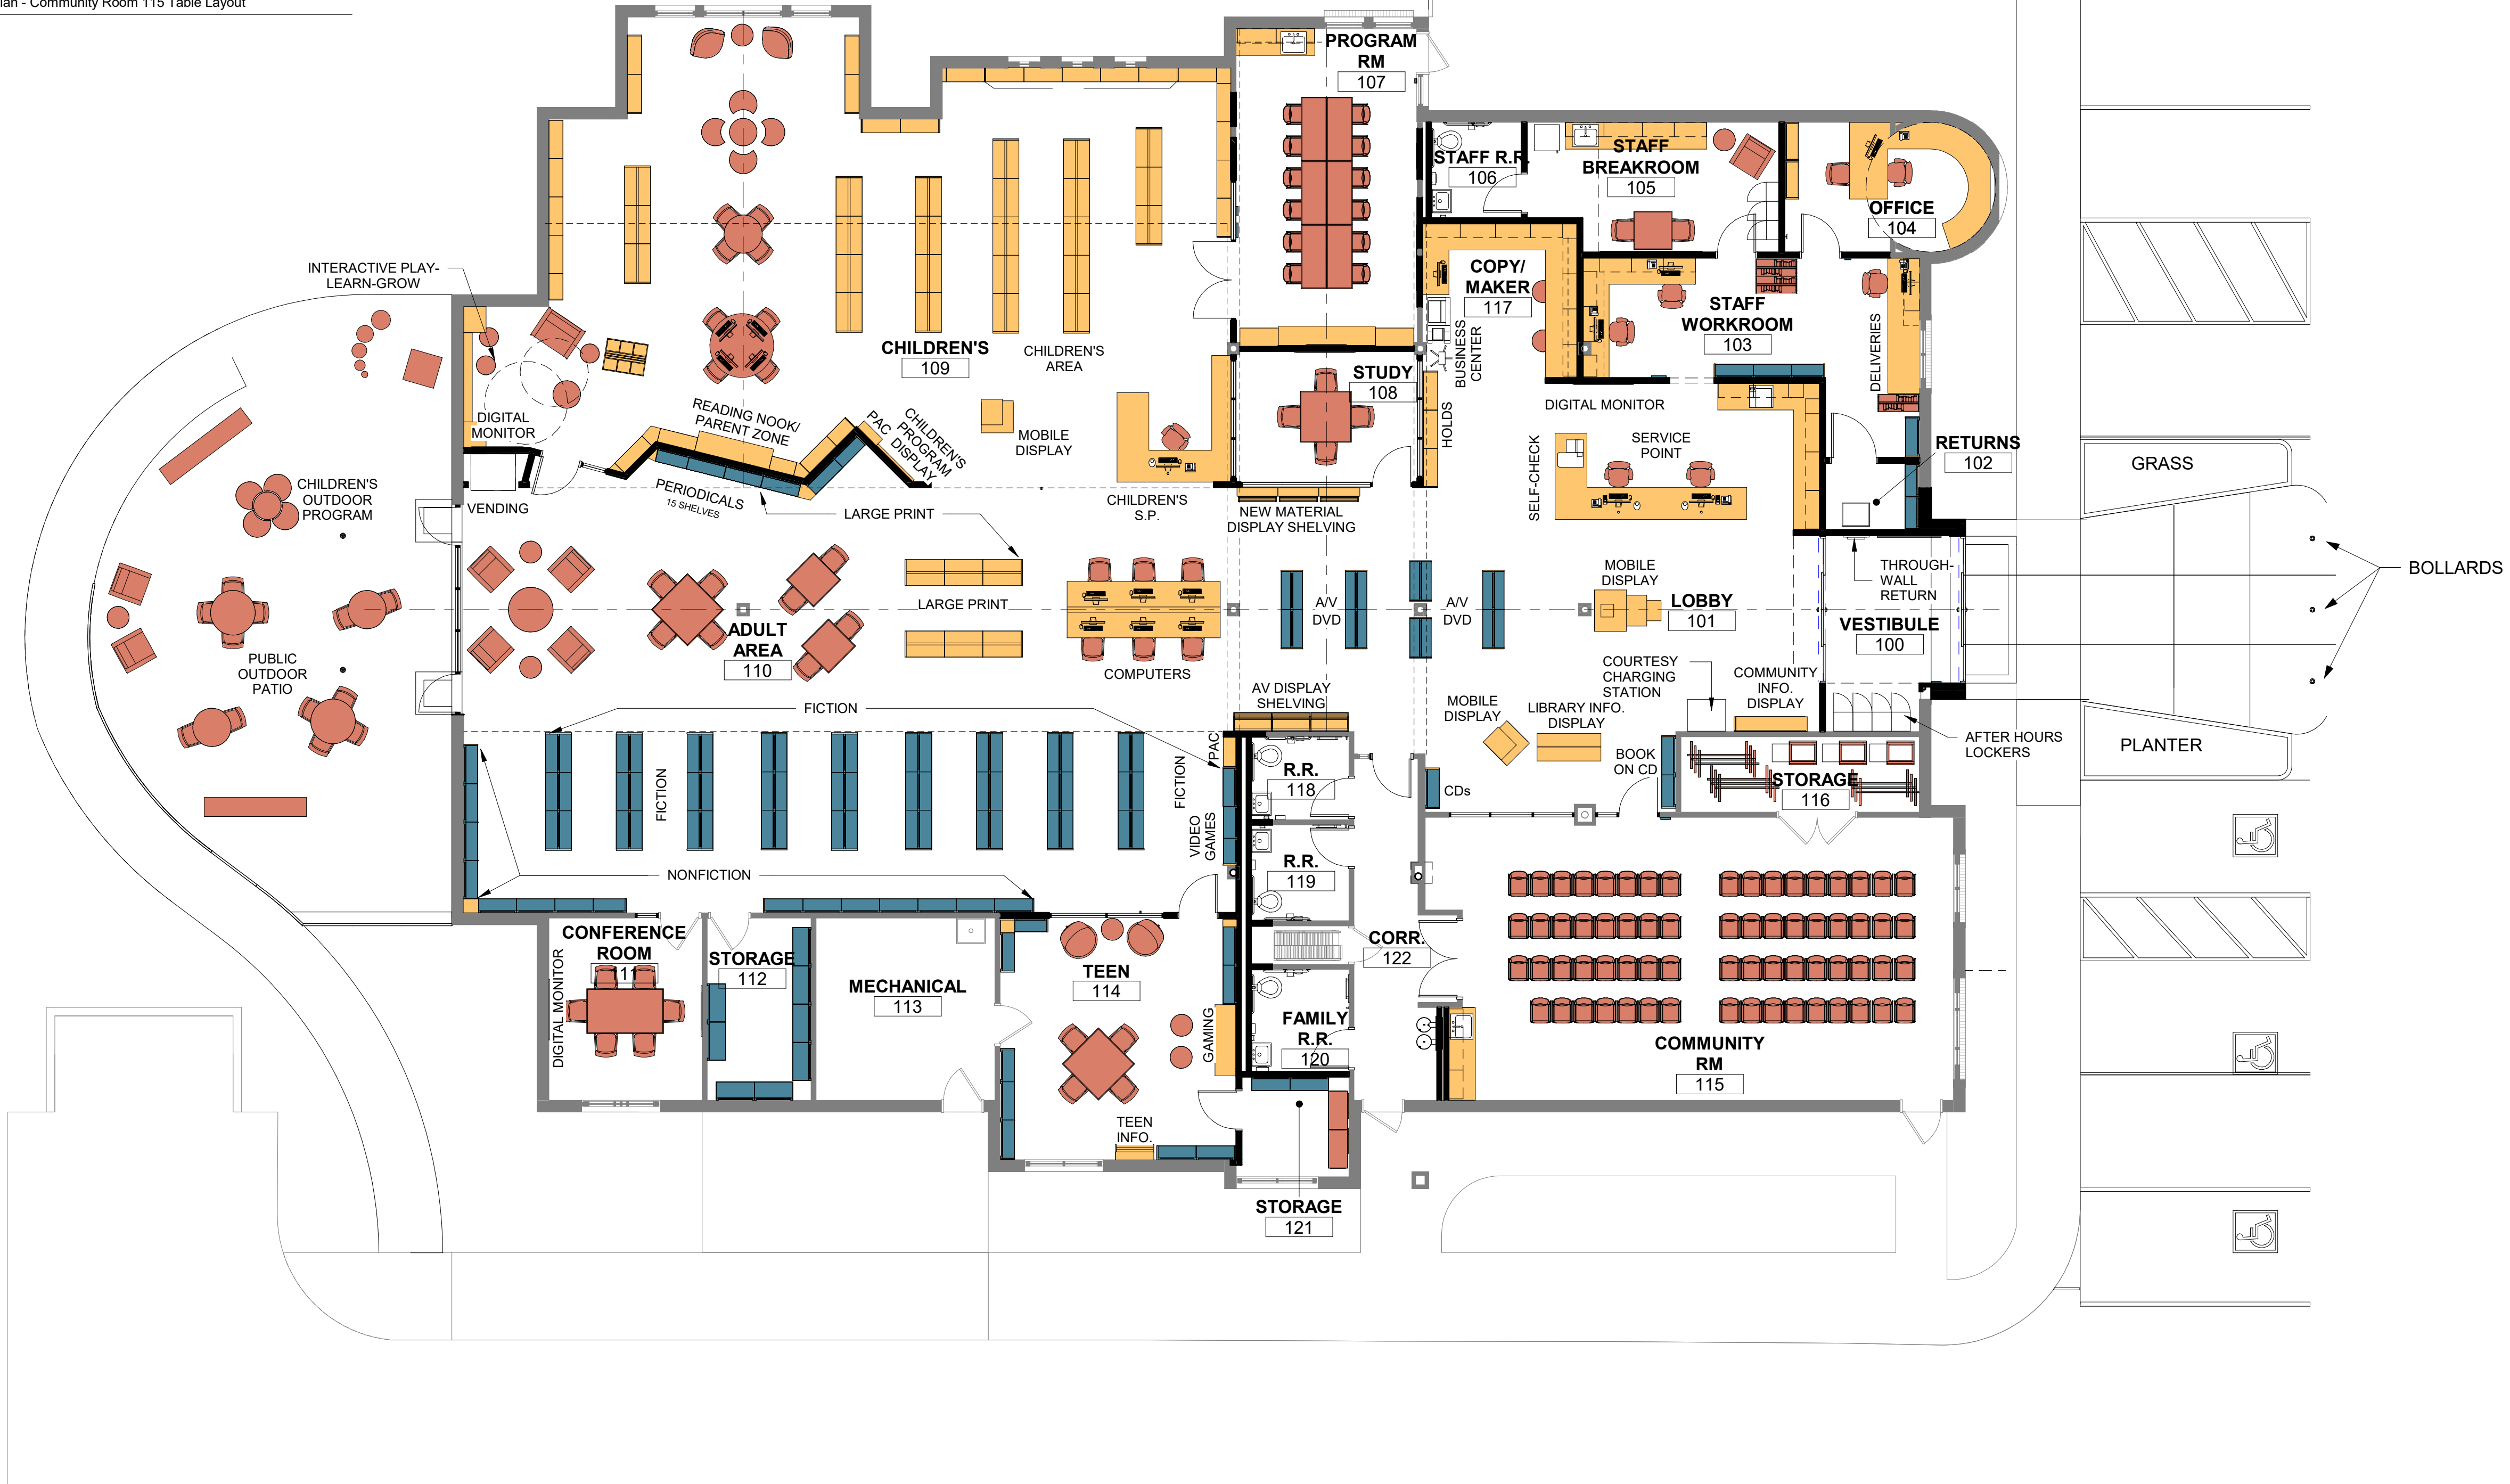 - Community Room 115 Table Layout
PROGRAM
RM
107
STAFF R.R.
106
STAFF
BREAKROOM
105
OFFICE
104
INTERACTIVE PLAY-
LEARN-GROW
COPY/
MAKER
117
BUSINESS
CENTER
STAFF
WORKROOM
103
DELIVERIES
CHILDREN'S
109
CHILDREN'S
AREA
STUDY
108
HOLDS
DIGITAL MONITOR
DIGITAL
MONITOR
READING NOOK/
PARENT ZONE
CHILDREN'S
PROGRAM
DISPLAY
PAC
MOBILE
DISPLAY
SELF-CHECK
SERVICE
POINT
RETURNS
102
GRASS
CHILDREN'S
OUTDOOR
PROGRAM
VENDING
PERIODICALS
15 SHELVES
LARGE PRINT
CHILDREN'S
S.P.
NEW MATERIAL
DISPLAY SHELVING
THROUGH-
WALL
RETURN
BOLLARDS
LARGE PRINT
A/V
DVD
A/V
DVD
MOBILE
DISPLAY
LOBBY
101
VESTIBULE
100
ADULT
AREA
110
COMPUTERS
PUBLIC
OUTDOOR
PATIO
COURTESY
CHARGING
STATION
COMMUNITY
INFO.
DISPLAY
AV DISPLAY
SHELVING
MOBILE
DISPLAY
LIBRARY INFO.
DISPLAY
FICTION
PAC
BOOK
ON CD
AFTER HOURS
LOCKERS
PLANTER
FICTION
FICTION
VIDEO
GAMES
R.R.
118
CDs
STORAGE
116
R.R.
119
NONFICTION
CONFERENCE
ROOM
111
DIGITAL MONITOR
STORAGE
112
MECHANICAL
113
TEEN
114
GAMING
CORR.
122
FAMILY
R.R.
120
COMMUNITY
RM
115
TEEN
INFO.
STORAGE
121